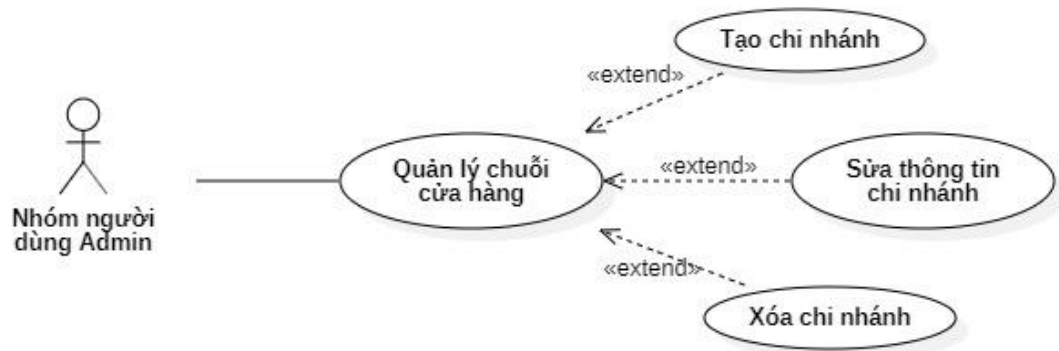 Tạo chi nhánh
«extend»
Quản lý chuỗi
cửa hàng
«extend»
Sửa thông tin
chi nhánh
Nhóm người
dùng Admin
«extend»
Xóa chi nhánh